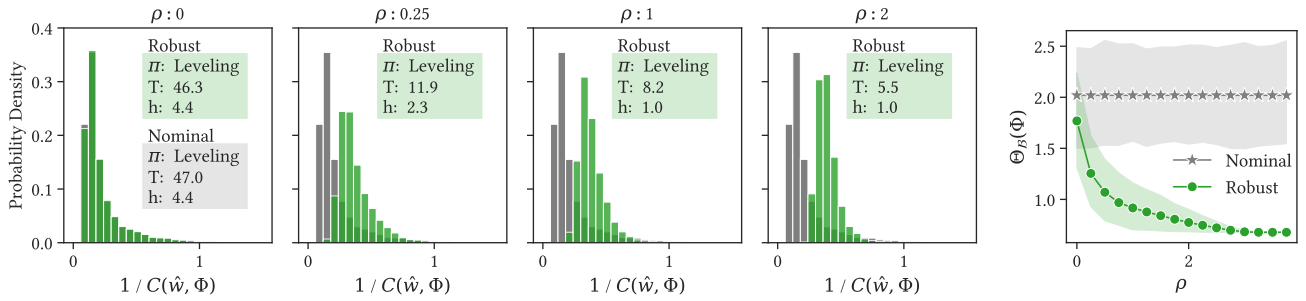 ρ : 0
Probability Density
0.4
0.3
0.2
0.1
0.0
Robust
π: Leveling
T: 46.3
h: 4.4
Nominal
π: Leveling
T: 47.0
h: 4.4
0
1
1 / C(ŵ, Φ)
ρ : 0.25
Robust
π: Leveling
T: 11.9
h: 2.3
0
1
1 / C(ŵ, Φ)
ρ : 1
Robust
π: Leveling
T: 8.2
h: 1.0
0
1
1 / C(ŵ, Φ)
ρ : 2
Robust
π: Leveling
T: 5.5
h: 1.0
0
1
1 / C(ŵ, Φ)
Θ_B(Φ)
2.5
2.0
1.5
1.0
Nominal
Robust
0
2
ρ